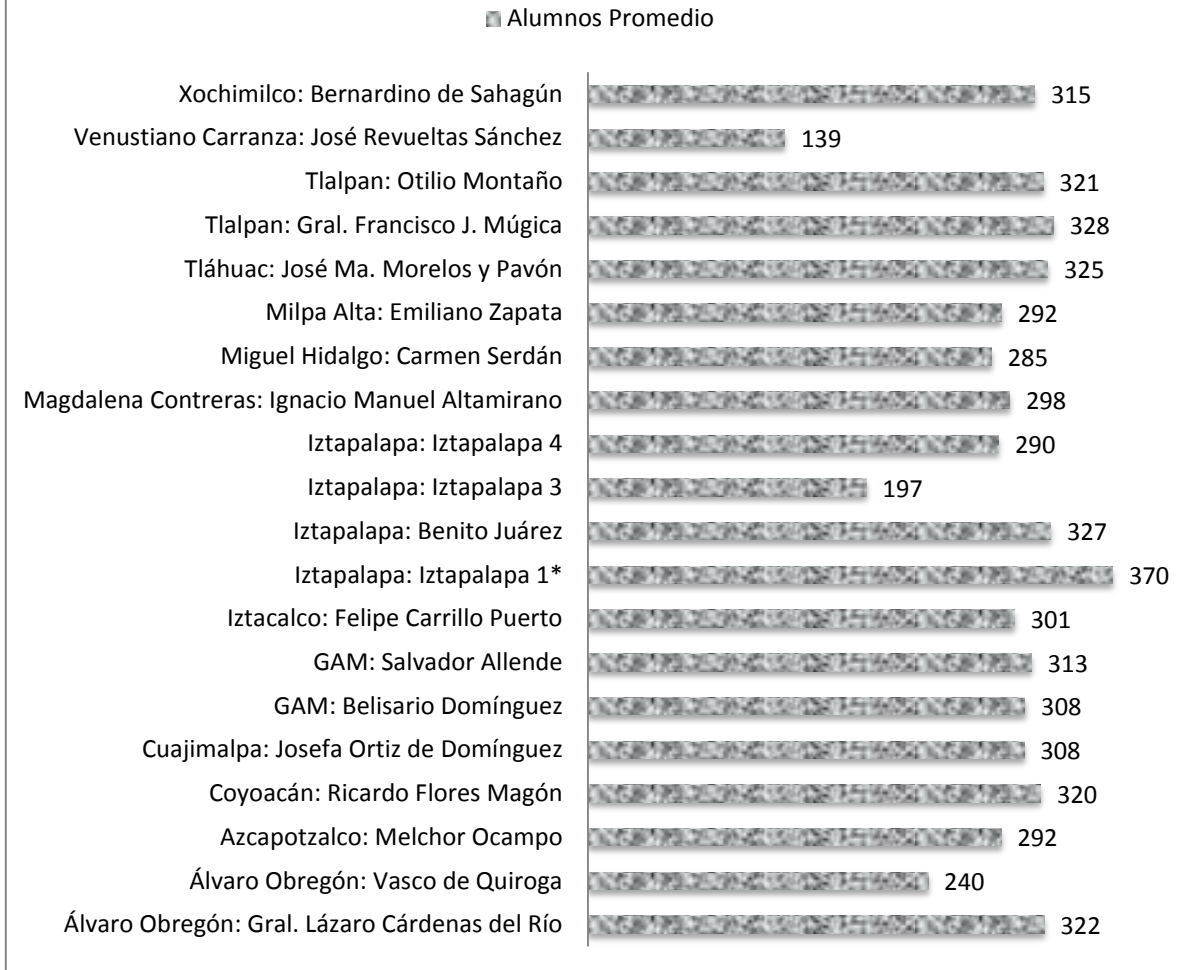 Alumnos Promedio
Xochimilco: Bernardino de Sahagún 315
Venustiano Carranza: José Revueltas Sánchez 139
Tlalpan: Otilio Montaño 321
Tlalpan: Gral. Francisco J. Múgica 328
Tláhuac: José Ma. Morelos y Pavón 325
Milpa Alta: Emiliano Zapata 292
Miguel Hidalgo: Carmen Serdán 285
Magdalena Contreras: Ignacio Manuel Altamirano 298
Iztapalapa: Iztapalapa 4 290
Iztapalapa: Iztapalapa 3 197
Iztapalapa: Benito Juárez 327
Iztapalapa: Iztapalapa 1* 370
Iztacalco: Felipe Carrillo Puerto 301
GAM: Salvador Allende 313
GAM: Belisario Domínguez 308
Cuajimalpa: Josefa Ortiz de Domínguez 308
Coyoacán: Ricardo Flores Magón 320
Azcapotzalco: Melchor Ocampo 292
Álvaro Obregón: Vasco de Quiroga 240
Álvaro Obregón: Gral. Lázaro Cárdenas del Río 322